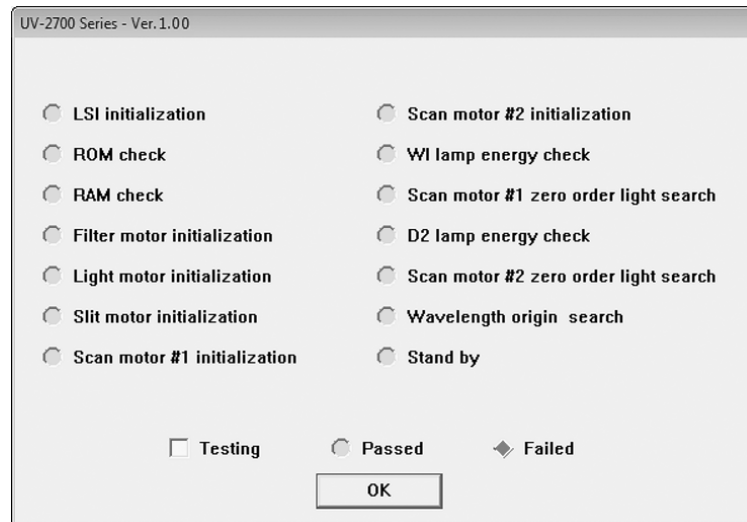 UV-2700 Series - Ver.1.00
LSI initialization
ROM check
RAM check
Filter motor initialization
Light motor initialization
Slit motor initialization
Scan motor #1 initialization
Scan motor #2 initialization
WI lamp energy check
Scan motor #1 zero order light search
D2 lamp energy check
Scan motor #2 zero order light search
Wavelength origin search
Stand by
Testing Passed Failed
OK